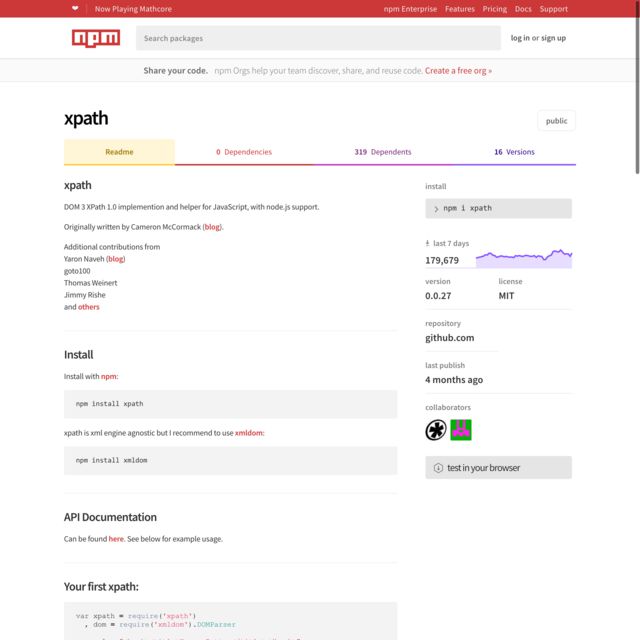 ❤ Now Playing Mathcore
npm Enterprise Features Pricing Docs Support
npm
Search packages
log in or sign up
Share your code. npm Orgs help your team discover, share, and reuse code. Create a free org »
xpath
public
Readme
0 Dependencies
319 Dependents
16 Versions
xpath
DOM 3 XPath 1.0 implemention and helper for JavaScript, with node.js support.
Originally written by Cameron McCormack (blog).
Additional contributions from
Yaron Naveh (blog)
goto100
Thomas Weinert
Jimmy Rishe
and others
Install
Install with npm:
npm install xpath
xpath is xml engine agnostic but I recommend to use xmldom:
npm install xmldom
API Documentation
Can be found here. See below for example usage.
Your first xpath:
var xpath = require('xpath')
, dom = require('xmldom').DOMParser
install
npm i xpath
last 7 days
179,679
version
0.0.27
license
MIT
repository
github.com
last publish
4 months ago
collaborators
test in your browser